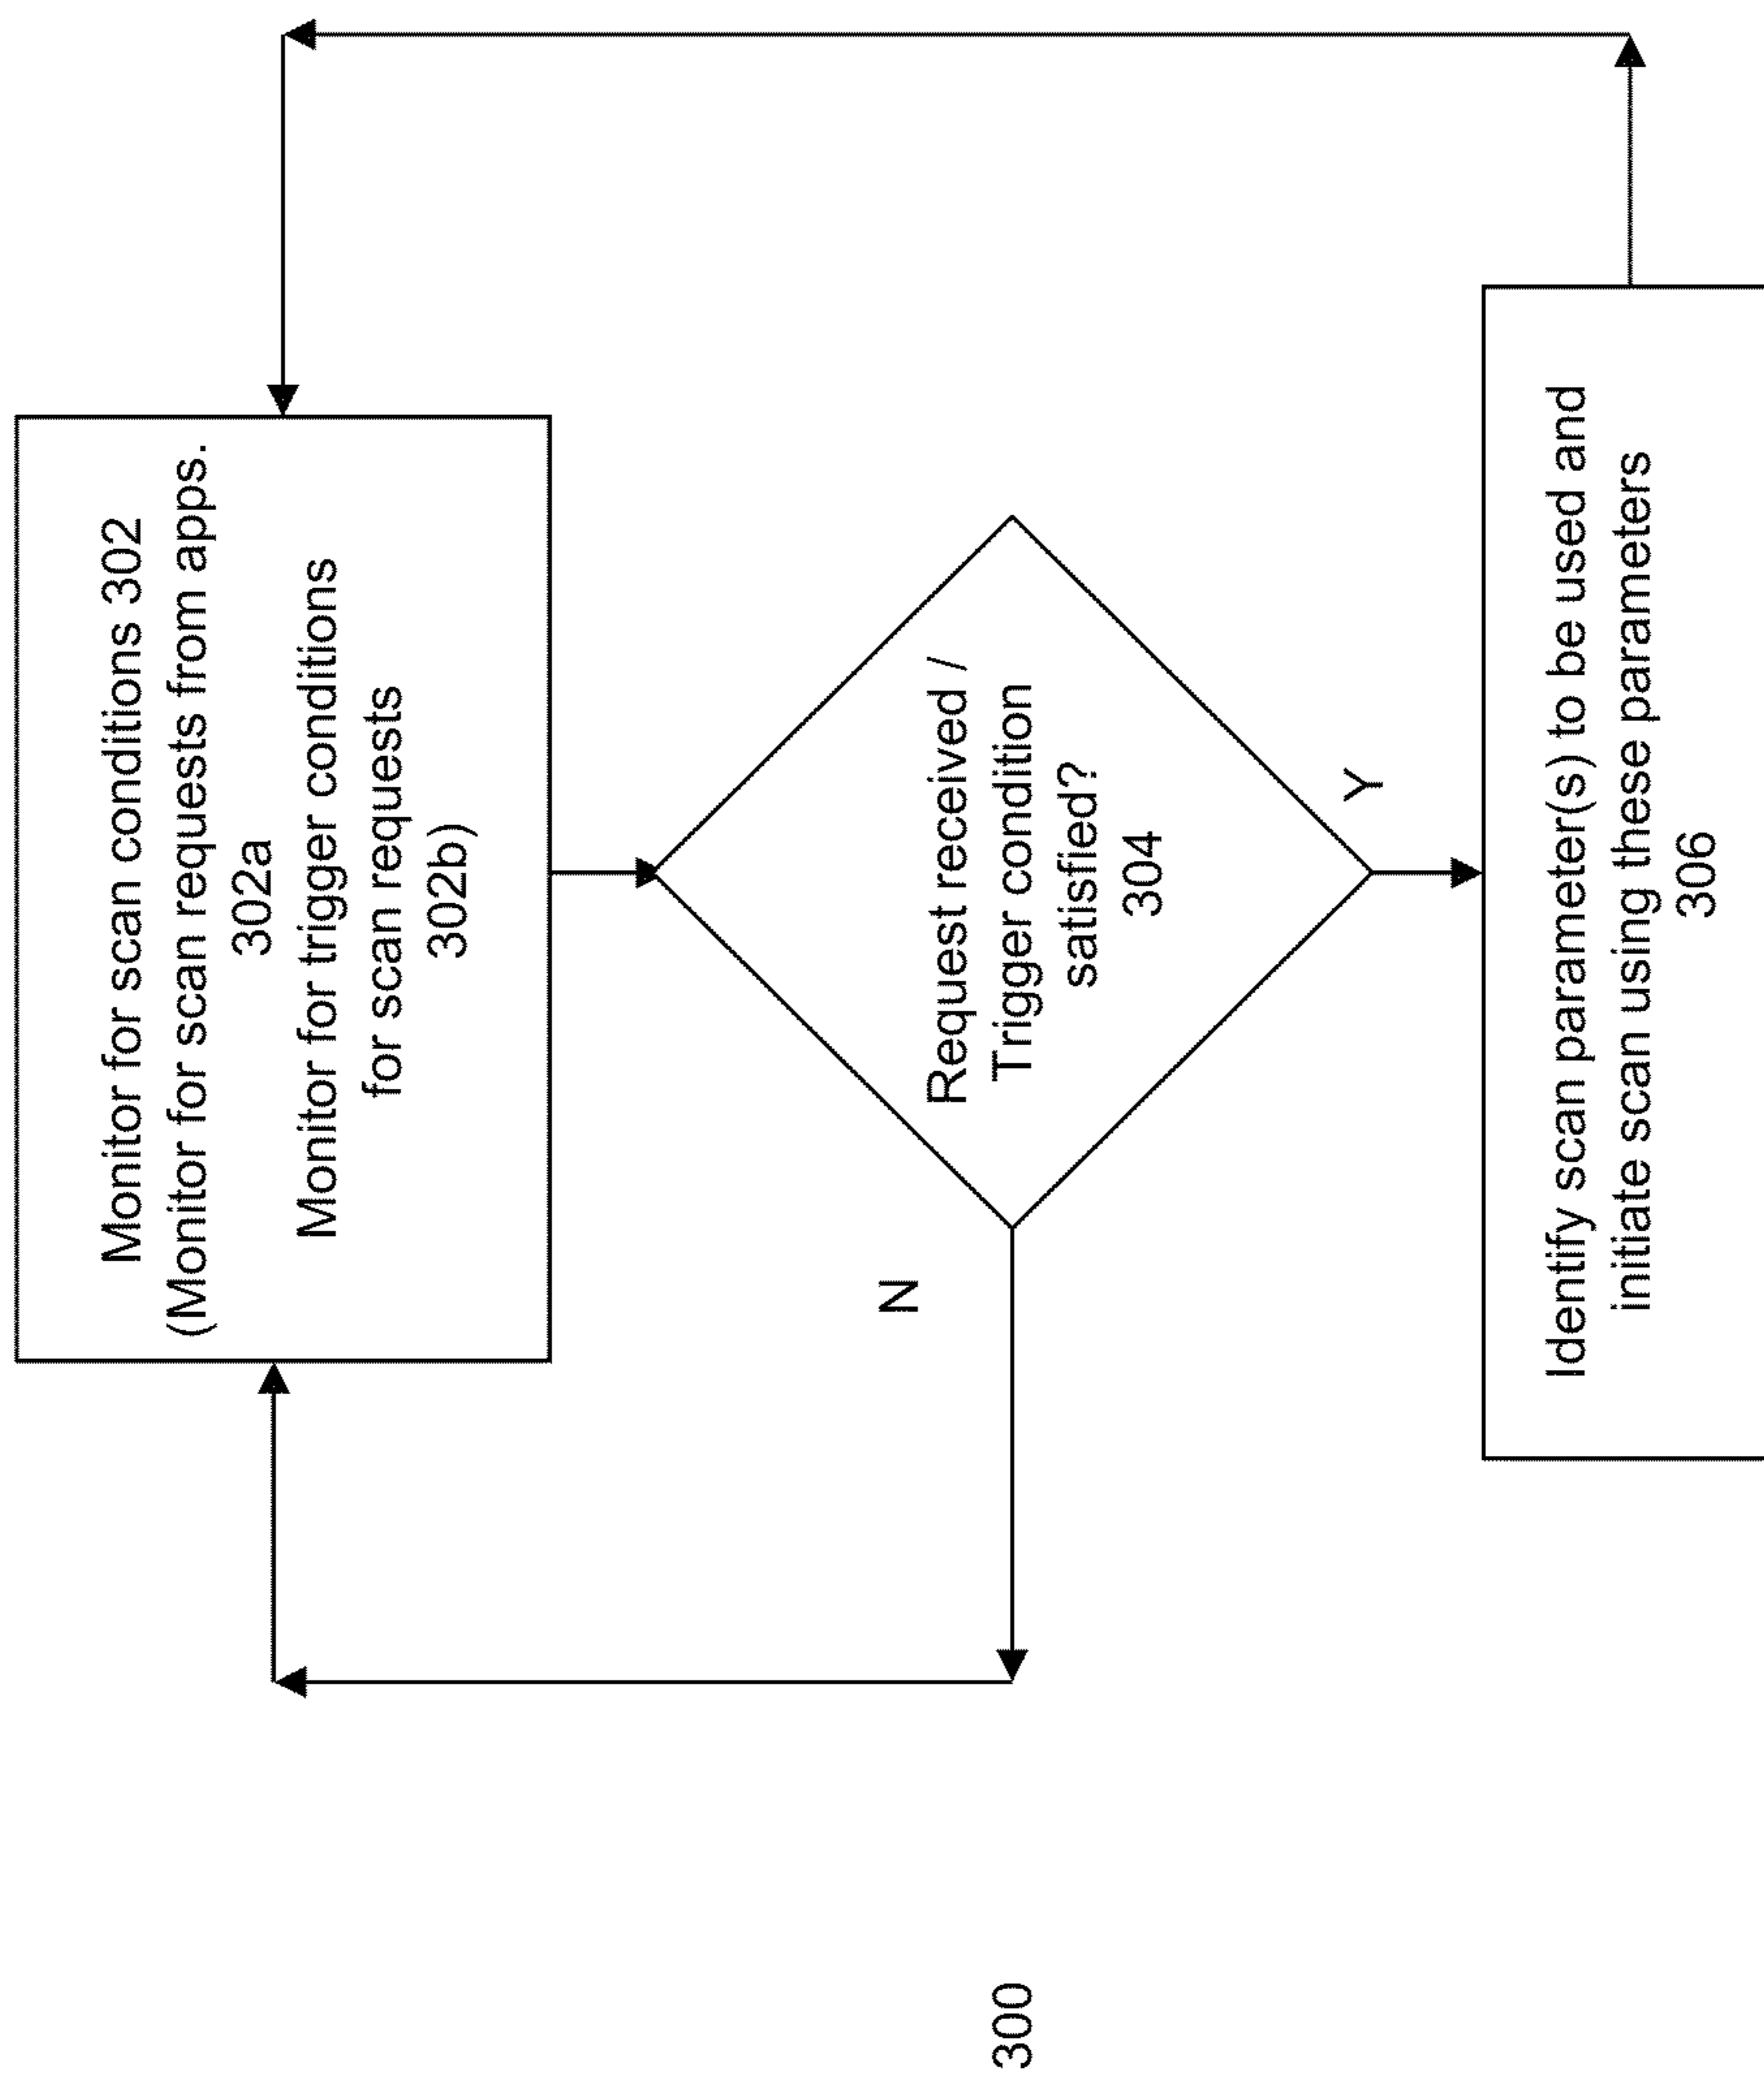 Monitor for scan conditions 302
(Monitor for scan requests from apps.
302a
Monitor for trigger conditions
for scan requests
302b)
Request received /
Trigger condition
satisfied?
304
N
Y
Identify scan parameter(s) to be used and
initiate scan using these parameters
306
300